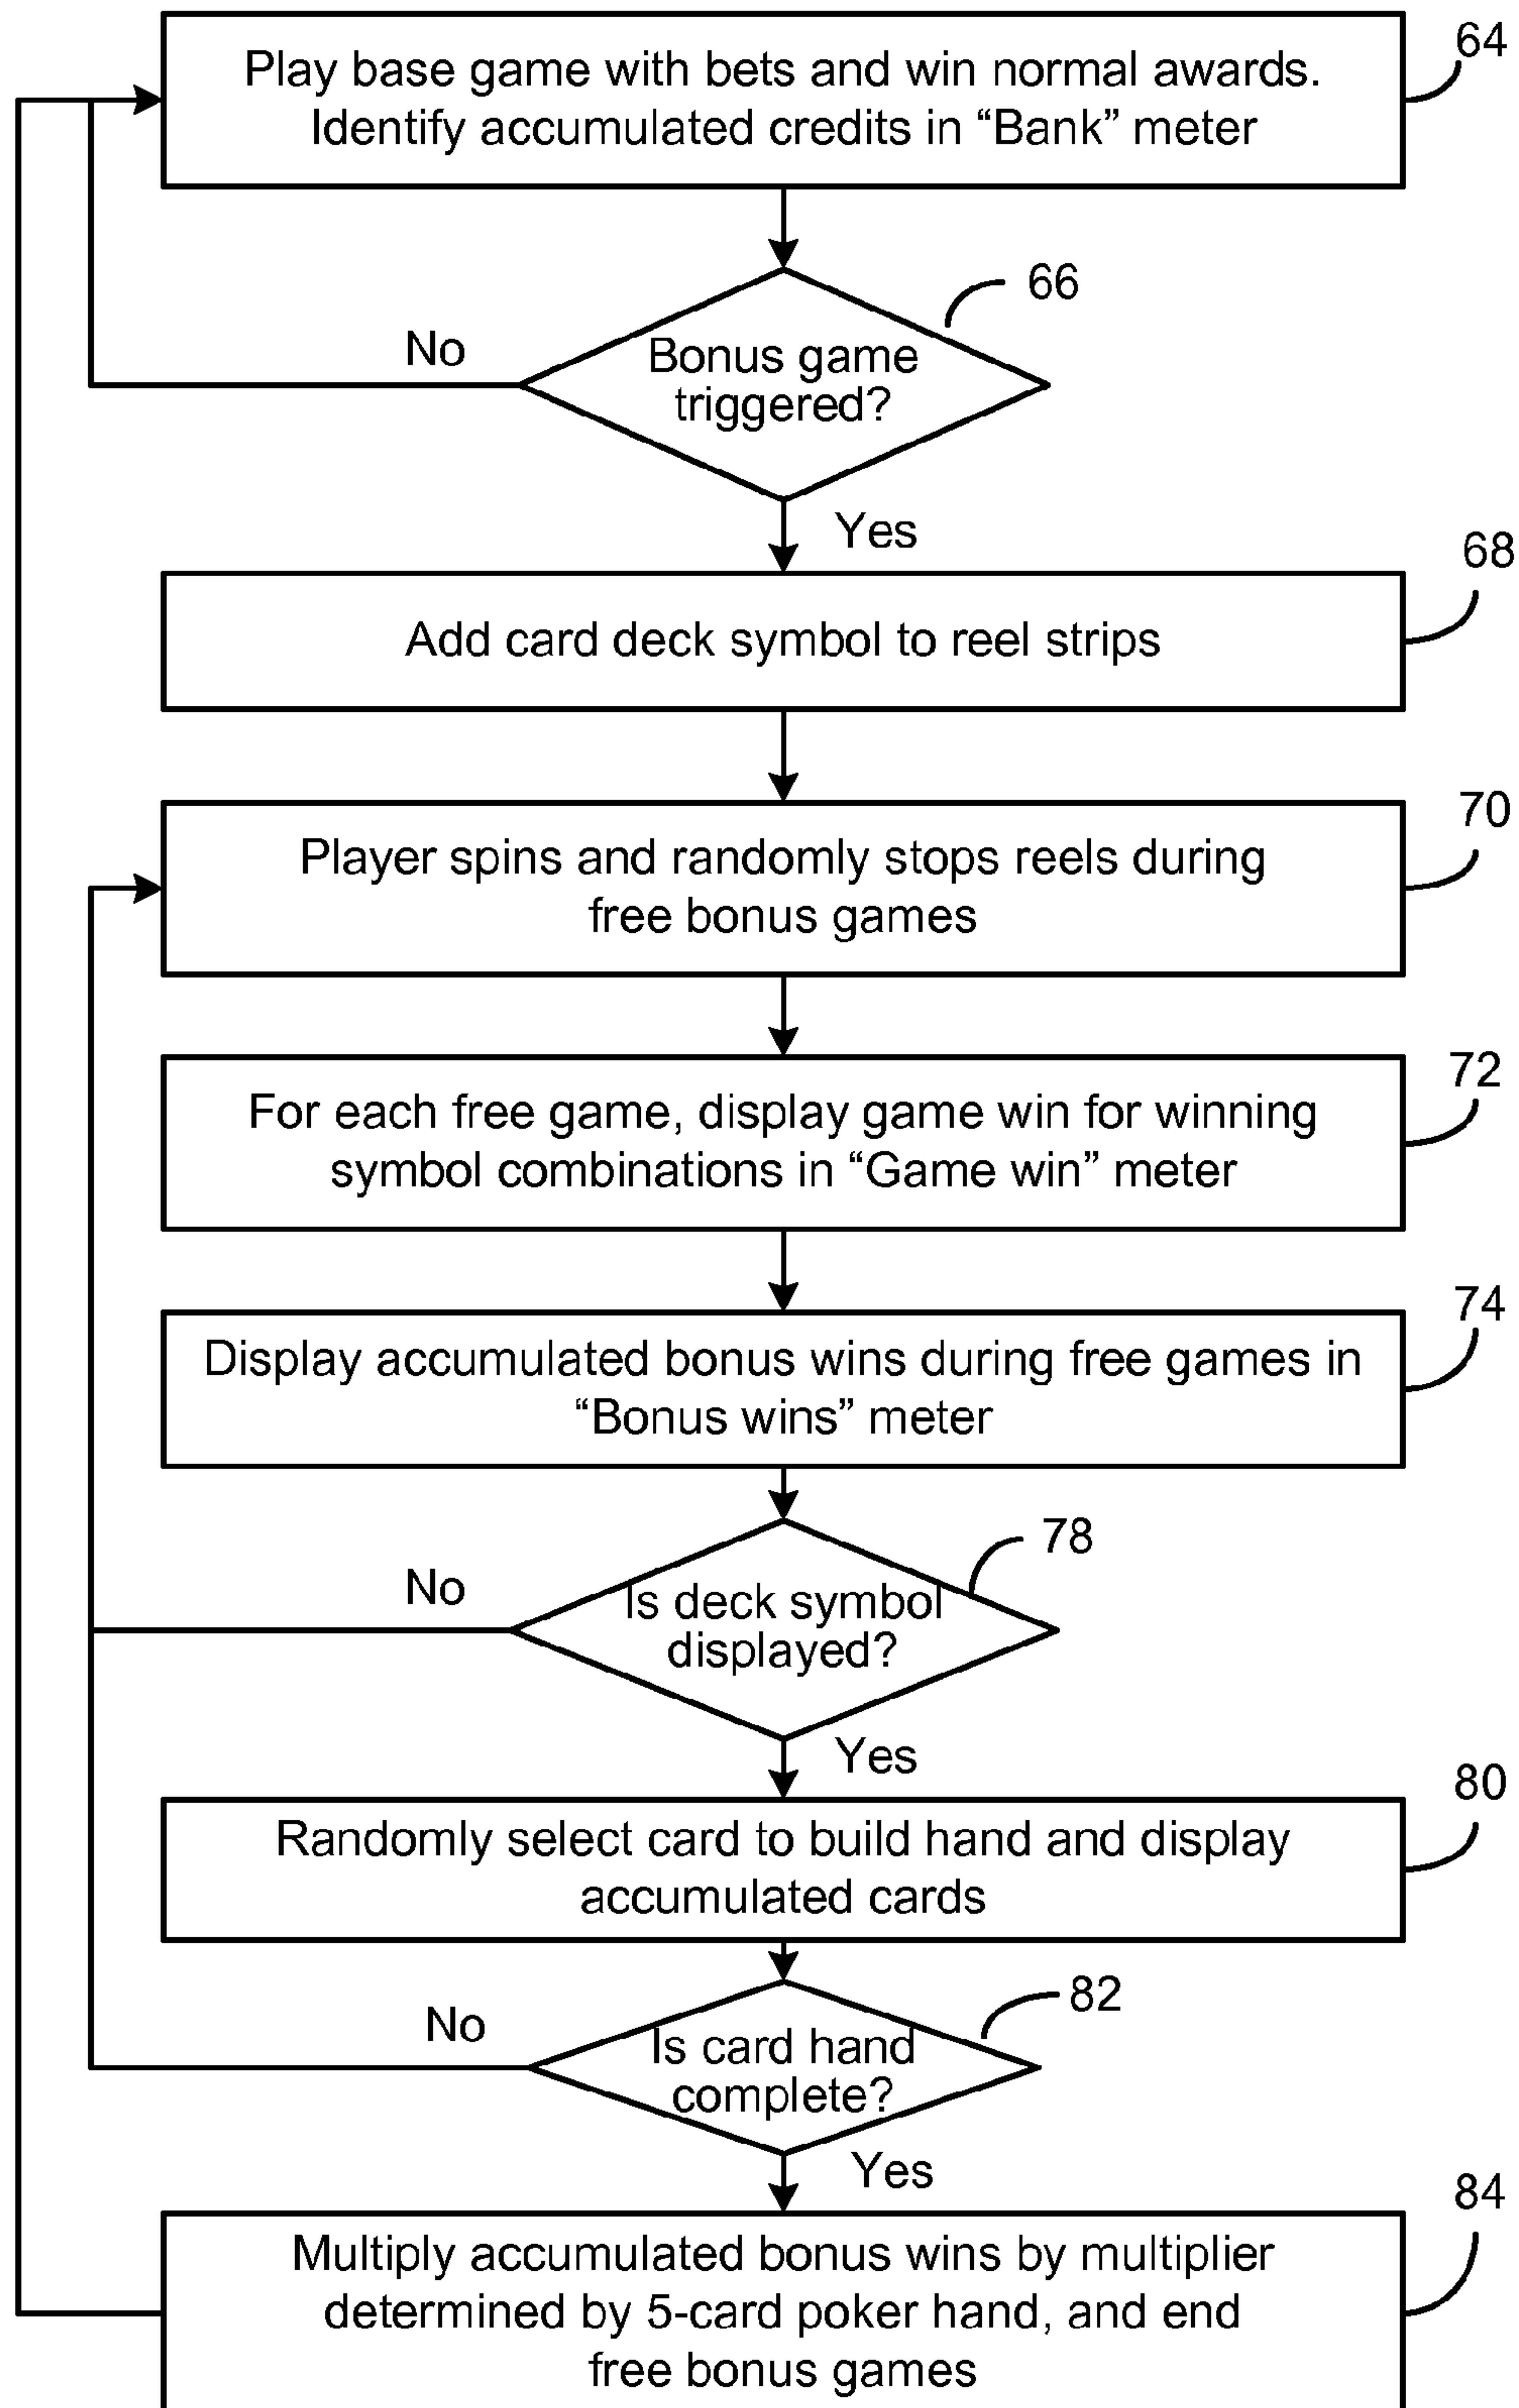 Play base game with bets and win normal awards.
Identify accumulated credits in “Bank” meter
64
66
Bonus game
triggered?
No
Yes
68
Add card deck symbol to reel strips
70
Player spins and randomly stops reels during
free bonus games
72
For each free game, display game win for winning
symbol combinations in “Game win” meter
74
Display accumulated bonus wins during free games in
“Bonus wins” meter
78
No
Is deck symbol
displayed?
Yes
80
Randomly select card to build hand and display
accumulated cards
82
No
Is card hand
complete?
Yes
84
Multiply accumulated bonus wins by multiplier
determined by 5-card poker hand, and end
free bonus games